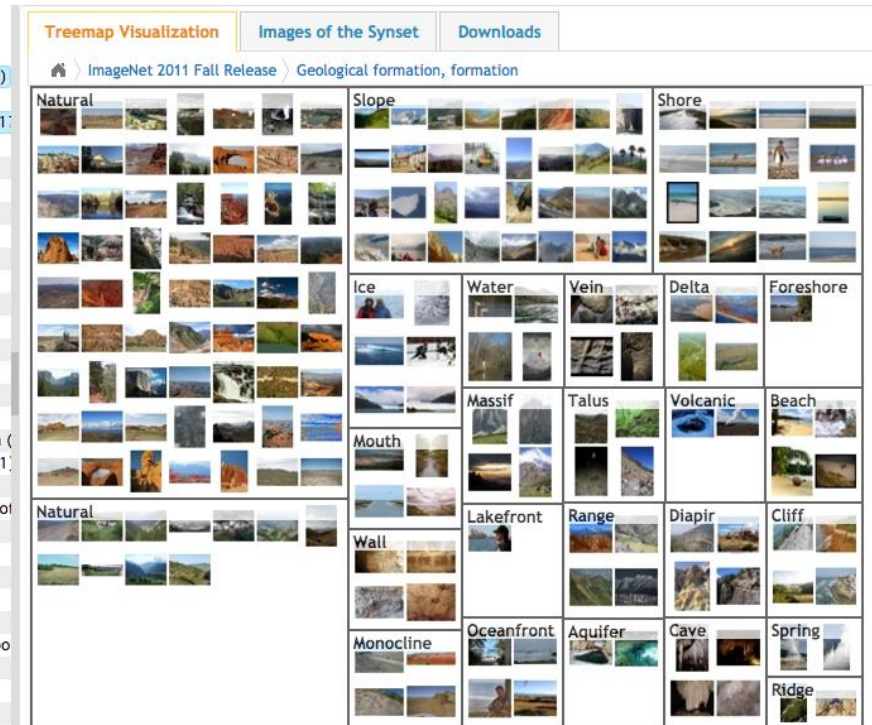 Treemap Visualization
Images of the Synset
Downloads
ImageNet 2011 Fall Release
Geological formation, formation
Natural
Slope
Shore
Ice
Water
Vein
Delta
Foreshore
Massif
Talus
Volcanic
Beach
Mouth
Natural
Lakefront
Range
Diapir
Cliff
Wall
Oceanfront
Aquifer
Cave
Spring
Monocline
Ridge